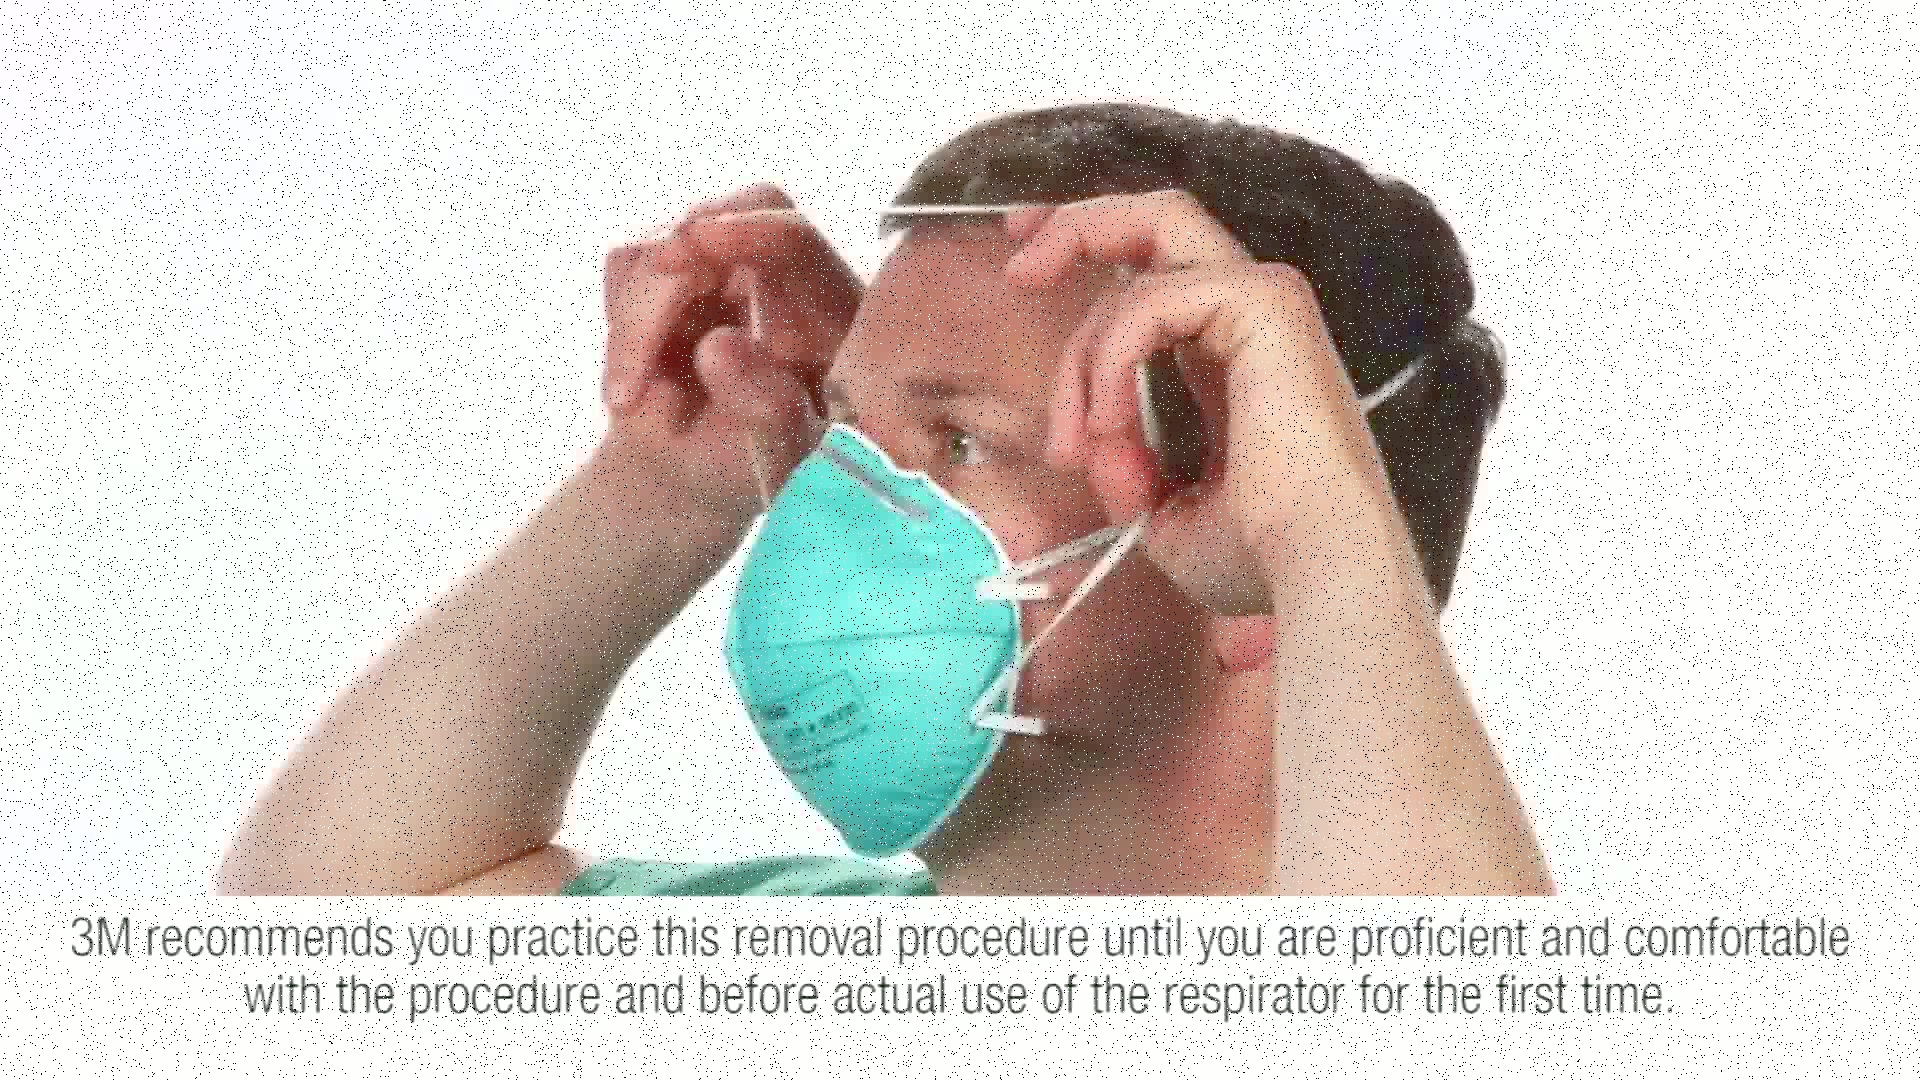 3M recommends you practice this removal procedure until you are proficient and comfortable
with the procedure and before actual use of the respirator for the first time.